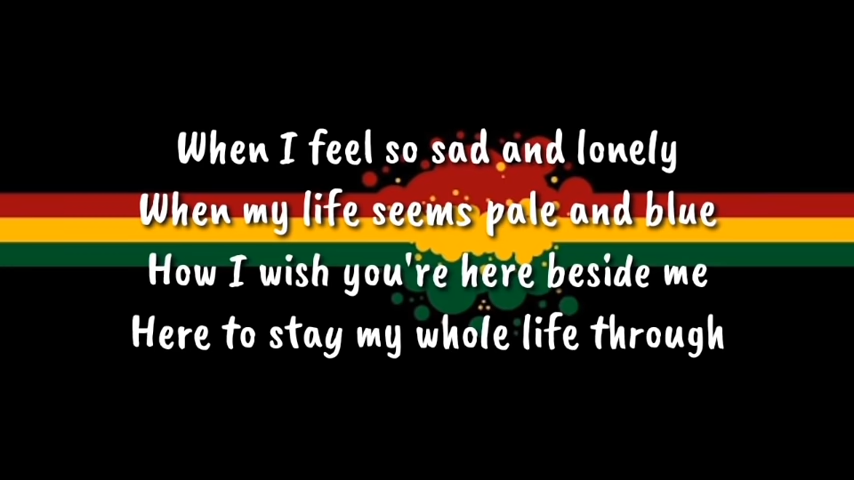 When I feel so sad and lonely
When my life seems pale and blue
How I wish you're here beside me
Here to stay my whole life through